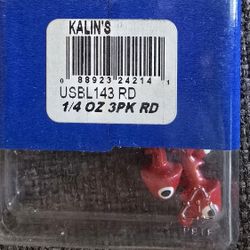 KALIN'S
0 88923 24214 1
USBL143 RD
1/4 OZ 3PK RD